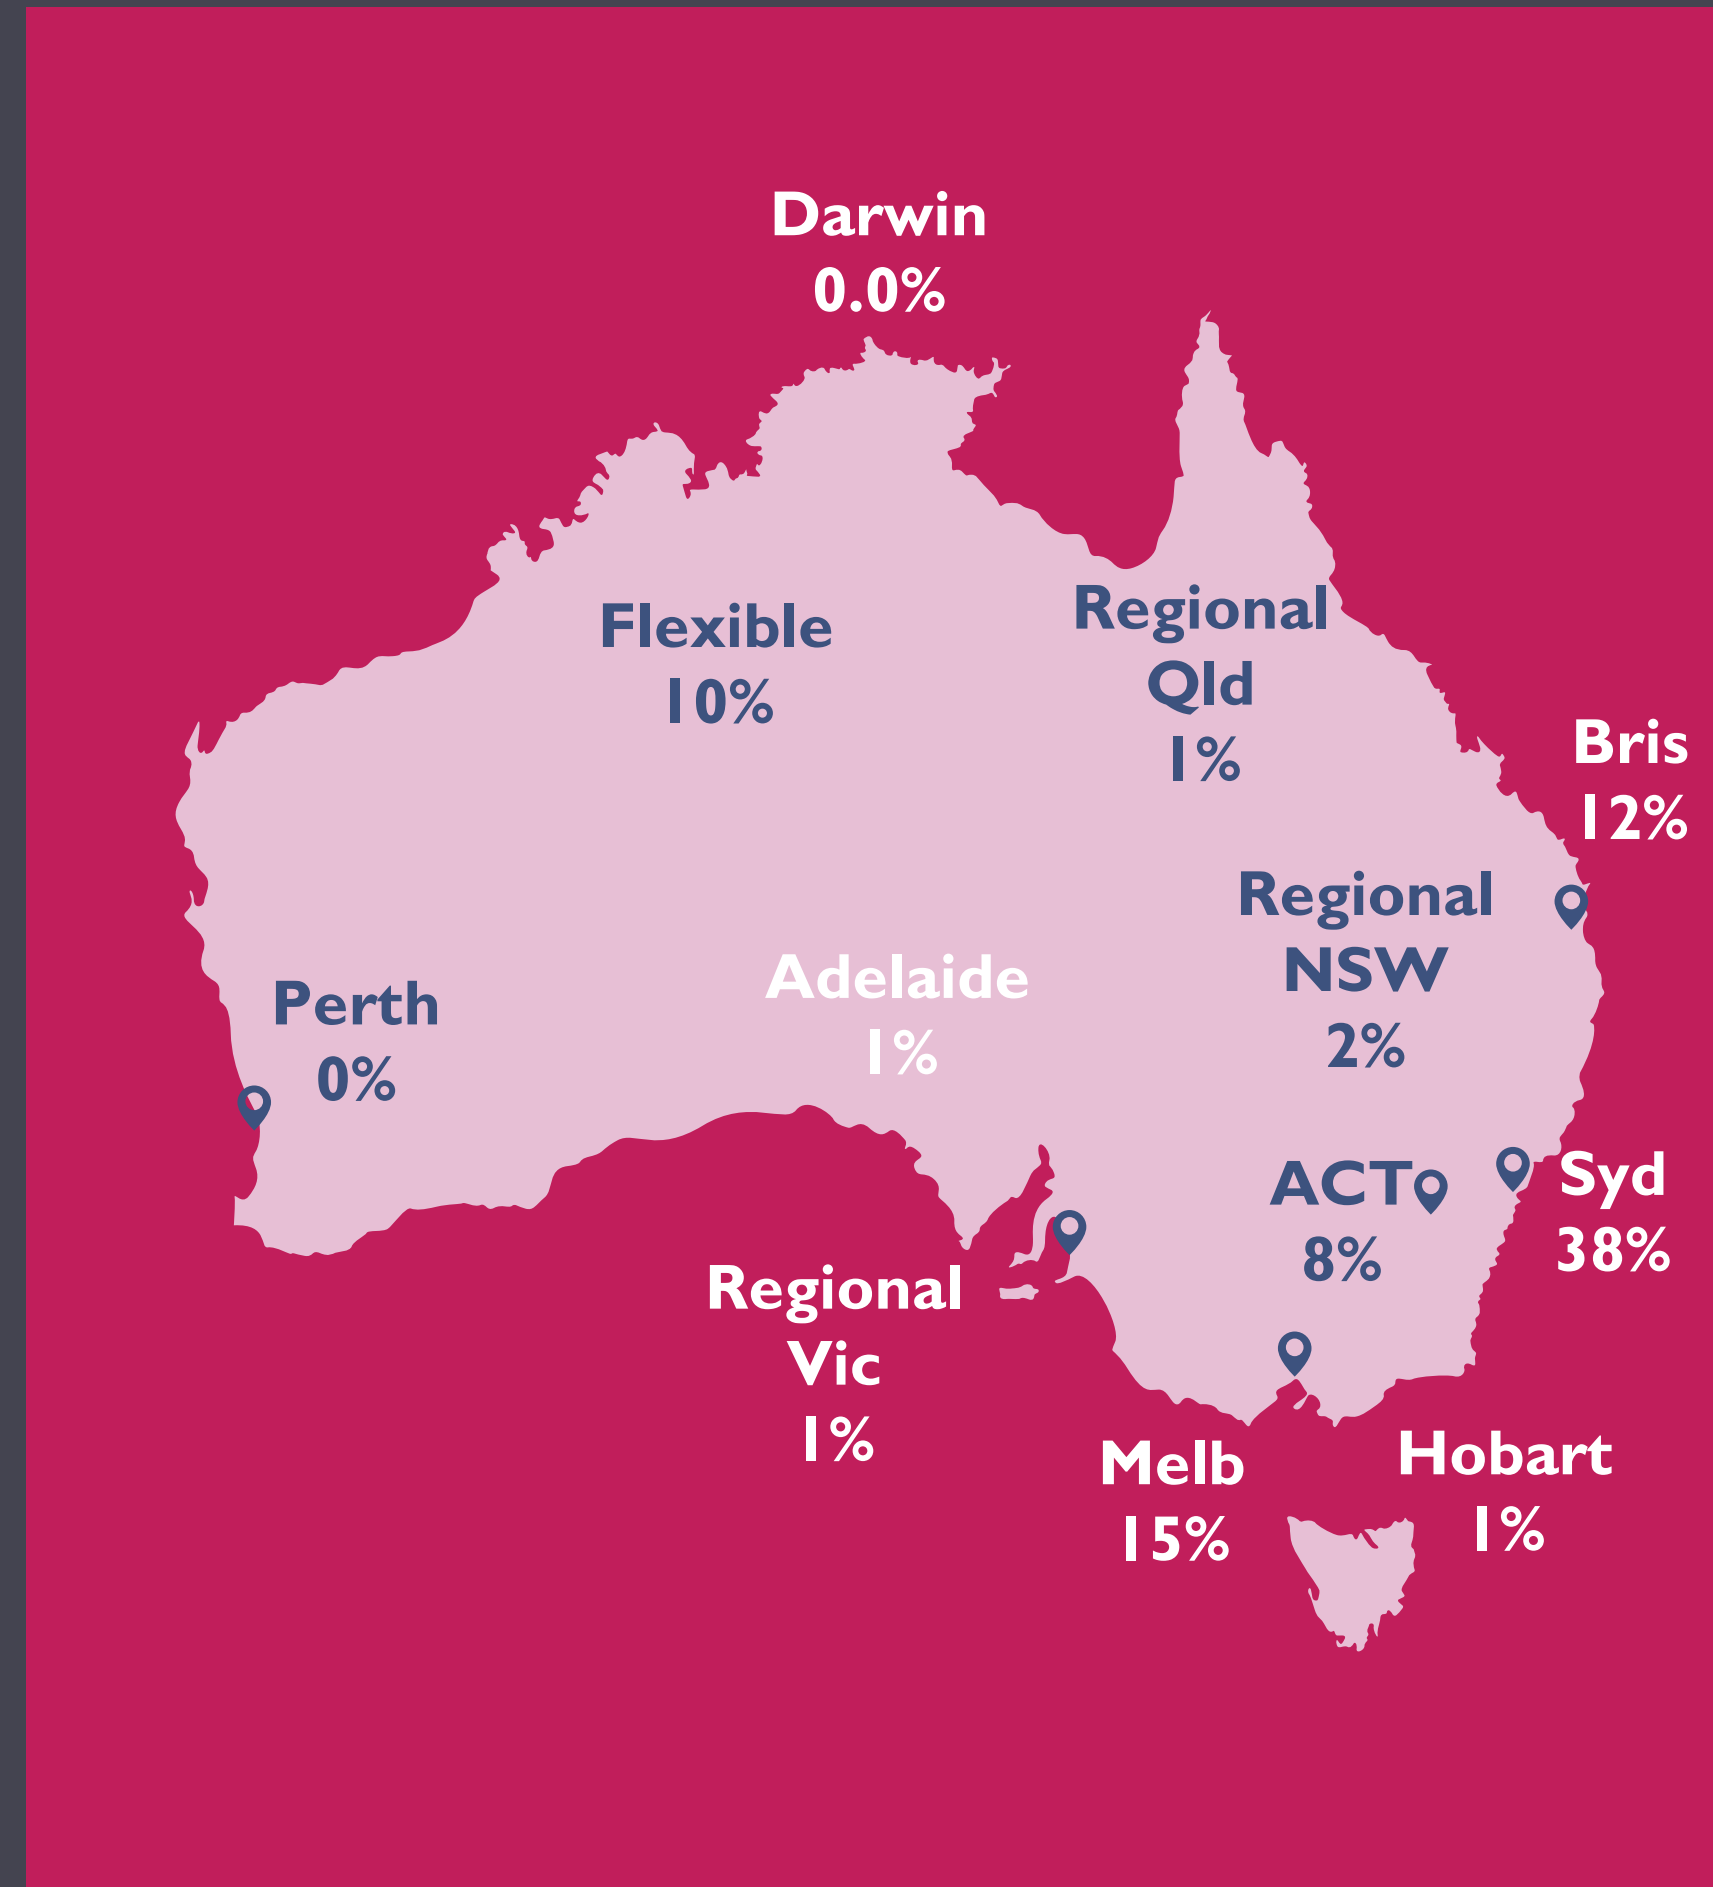 Darwin
0.0%
Flexible
10%
Regional
Qld
1%
Bris
12%
Regional
NSW
2%
Adelaide
1%
Perth
0%
ACT
8%
Syd
38%
Regional
Vic
1%
Melb
15%
Hobart
1%